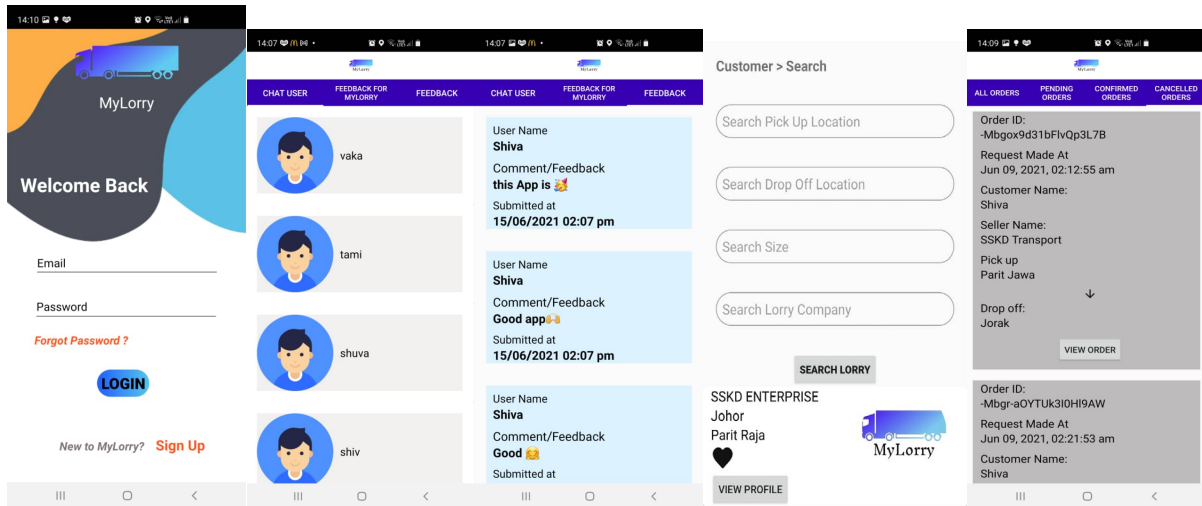 14:10
MyLorry
Welcome Back
Email
Password
Forgot Password ?
LOGIN
New to MyLorry? Sign Up
14:07
MyLorry
CHAT USER
FEEDBACK FOR
MYLORRY
FEEDBACK
vaka
tami
shuva
shiv
14:07
MyLorry
CHAT USER
FEEDBACK FOR
MYLORRY
FEEDBACK
User Name
Shiva
Comment/Feedback
this App is 🥳
Submitted at
15/06/2021 02:07 pm
User Name
Shiva
Comment/Feedback
Good app🙌
Submitted at
15/06/2021 02:07 pm
User Name
Shiva
Comment/Feedback
Good 🤗
Submitted at
Customer > Search
Search Pick Up Location
Search Drop Off Location
Search Size
Search Lorry Company
SEARCH LORRY
SSKD ENTERPRISE
Johor
Parit Raja
MyLorry
VIEW PROFILE
14:09
MyLorry
ALL ORDERS
PENDING
ORDERS
CONFIRMED
ORDERS
CANCELLED
ORDERS
Order ID:
-Mbgox9d31bFlvQp3L7B
Request Made At
Jun 09, 2021, 02:12:55 am
Customer Name:
Shiva
Seller Name:
SSKD Transport
Pick up
Parit Jawa
Drop off:
Jorak
VIEW ORDER
Order ID:
-Mbgr-aOYTUk3I0Hl9AW
Request Made At
Jun 09, 2021, 02:21:53 am
Customer Name:
Shiva